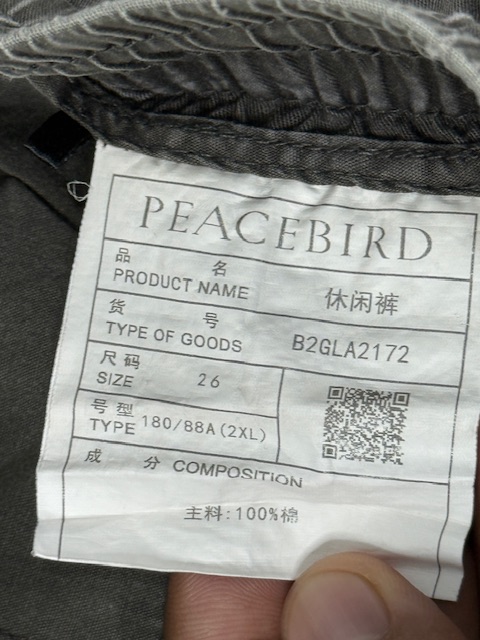 PEACEBIRD
品 名 休闲裤
PRODUCT NAME
货 号 B2GLA2172
TYPE OF GOODS
尺码 26
SIZE
号型 180/88A(2XL)
TYPE
成 分 COMPOSITION
主料:100%棉